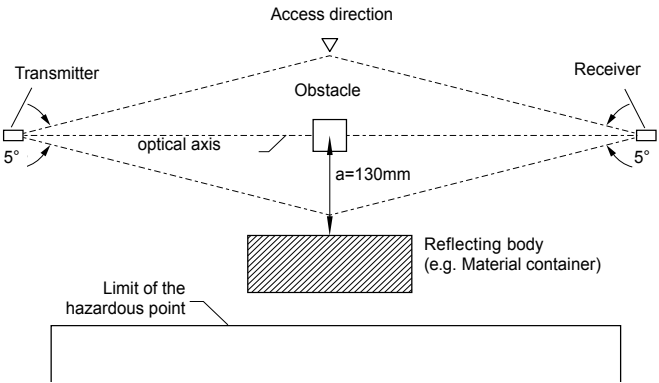 Access direction
Transmitter
Receiver
Obstacle
optical axis
5°
5°
a=130mm
Reflecting body
(e.g. Material container)
Limit of the
hazardous point